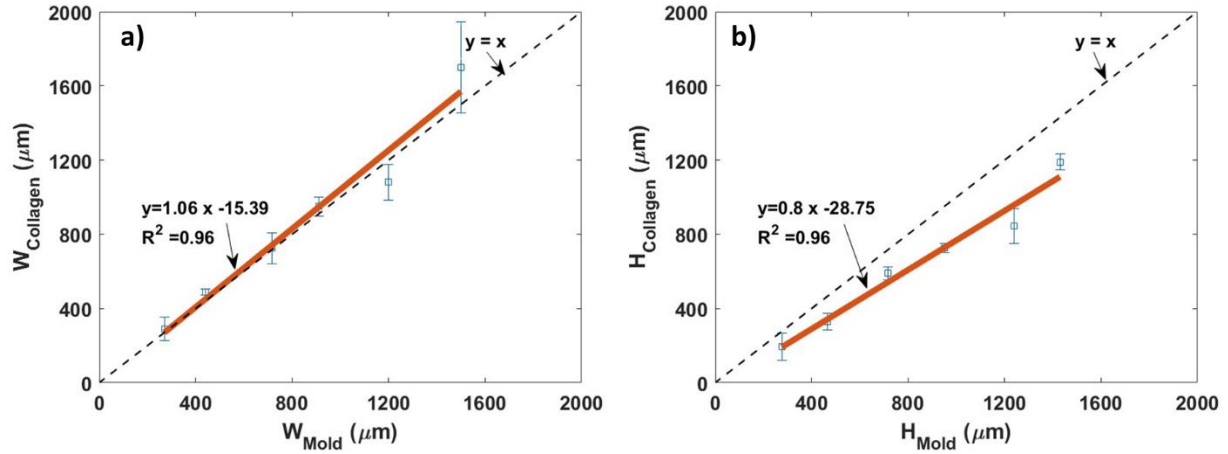 a)
2000
1600
1200
800
400
0
W_Collagen (μm)
y = x
y=1.06 x -15.39
R² =0.96
0 400 800 1200 1600 2000
W_Mold (μm)
b)
2000
1600
1200
800
400
0
H_Collagen (μm)
y = x
y=0.8 x -28.75
R² =0.96
0 400 800 1200 1600 2000
H_Mold (μm)